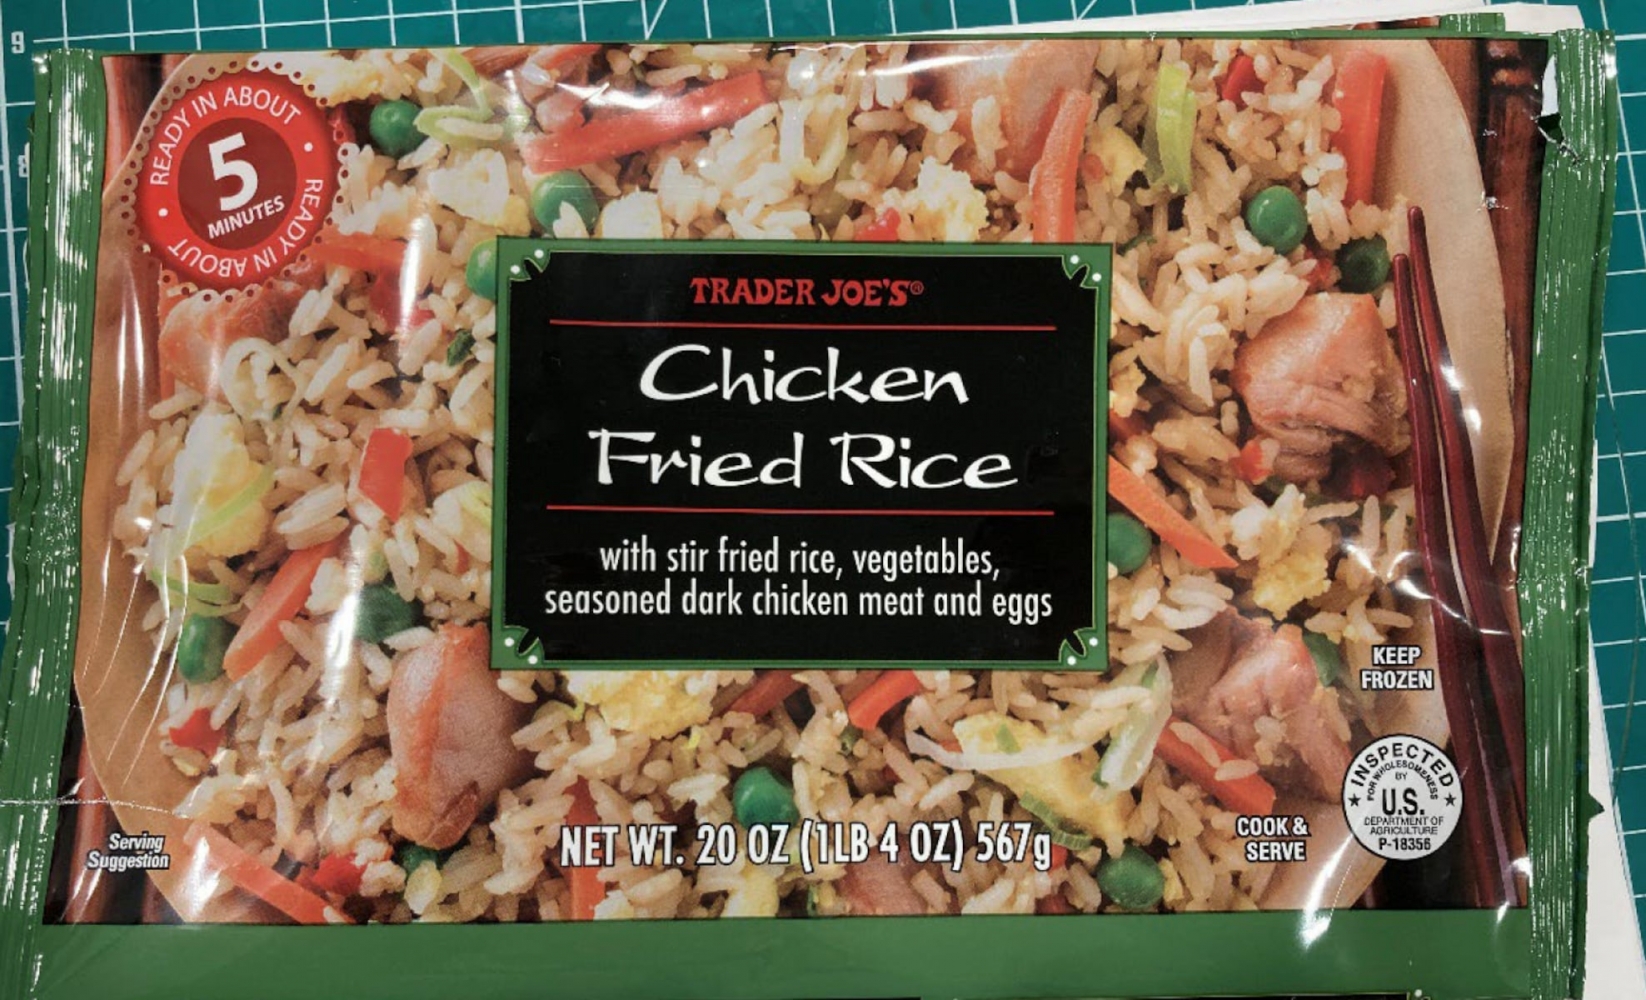 9
8
READY IN ABOUT
5
MINUTES
READY IN ABOUT
TRADER JOE'S®
Chicken
Fried Rice
with stir fried rice, vegetables,
seasoned dark chicken meat and eggs
KEEP
FROZEN
INSPECTED
FOR WHOLESOMENESS
BY
U.S.
DEPARTMENT OF
AGRICULTURE
P-18356
COOK &
SERVE
Serving
Suggestion
NET WT. 20 OZ (1LB 4 OZ) 567g